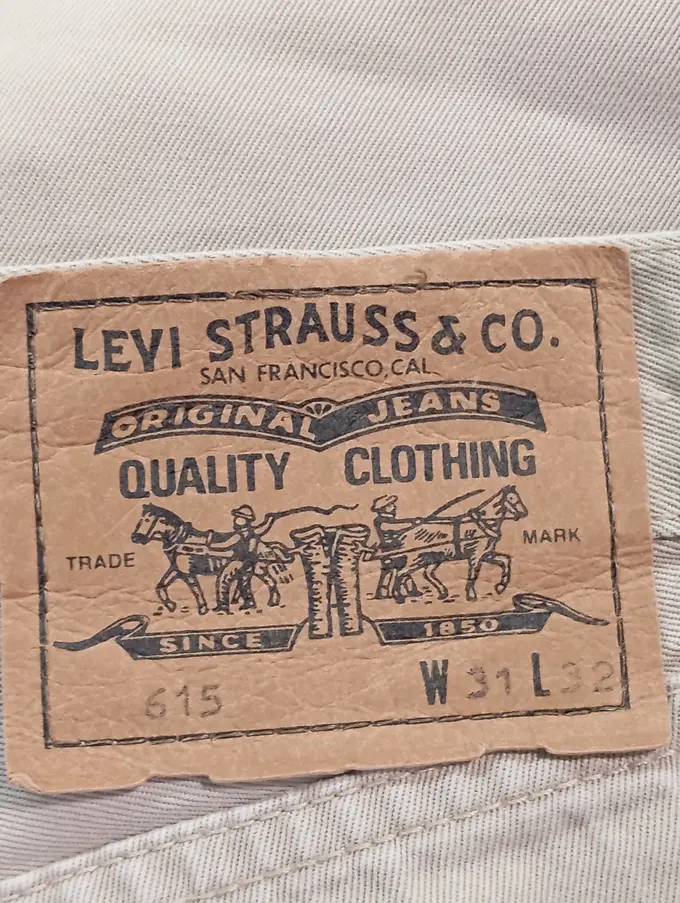 LEVI STRAUSS & CO.
SAN FRANCISCO, CAL.
ORIGINAL JEANS
QUALITY CLOTHING
TRADE MARK
SINCE 1850
615 W 31 L 32